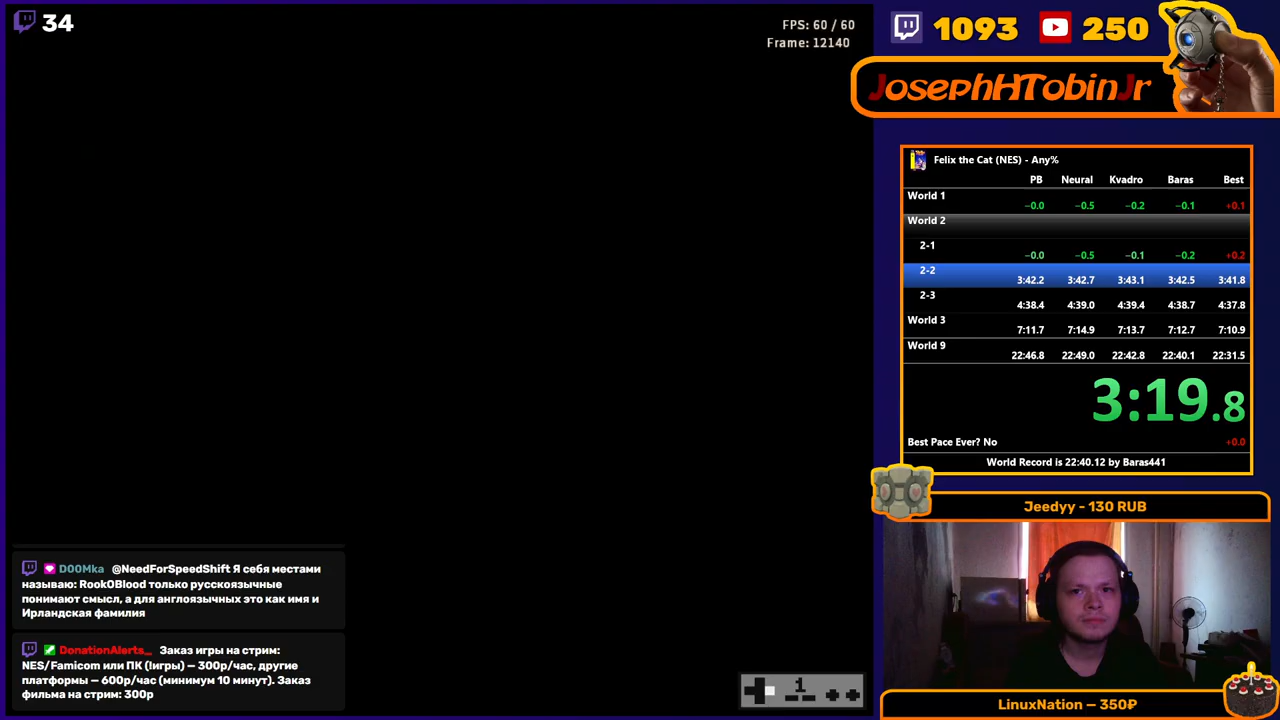 34
FPS: 60 / 60
Frame: 12140
1093
250
JosephHTobinJr
Felix the Cat (NES) - Any%
PB Neural Kvadro Baras Best
World 1
−0.0 −0.5 −0.2 −0.1 +0.1
World 2
2-1
−0.0 −0.5 −0.1 −0.2 +0.2
2-2
3:42.2 3:42.7 3:43.1 3:42.5 3:41.8
2-3
4:38.4 4:39.0 4:39.4 4:38.7 4:37.8
World 3
7:11.7 7:14.9 7:13.7 7:12.7 7:10.9
World 9
22:46.8 22:49.0 22:42.8 22:40.1 22:31.5
3:19.8
Best Pace Ever? No +0.0
World Record is 22:40.12 by Baras441
Jeedyy - 130 RUB
D00Mka @NeedForSpeedShift Я себя местами
называю: RookOBlood только русскоязычные
понимают смысл, а для англоязычных это как имя и
Ирландская фамилия
DonationAlerts_ Заказ игры на стрим:
NES/Famicom или ПК (!игры) — 300р/час, другие
платформы — 600р/час (минимум 10 минут). Заказ
фильма на стрим: 300р
1
LinuxNation — 350₽